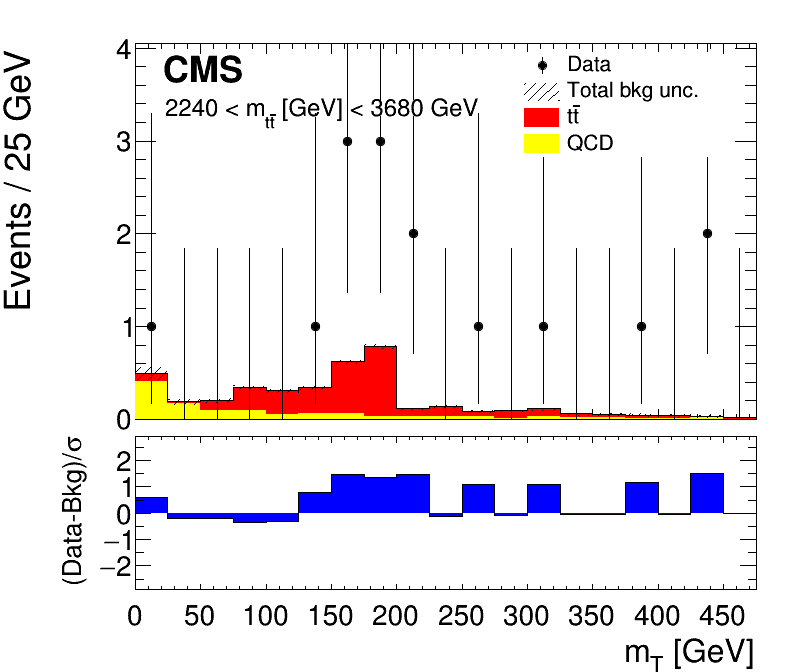 CMS
2240 < m_tt̄ [GeV] < 3680 GeV
Data
Total bkg unc.
tt̄
QCD
Events / 25 GeV
4
3
2
1
0
(Data-Bkg)/σ
2
1
0
−1
−2
0 50 100 150 200 250 300 350 400 450
m_T [GeV]